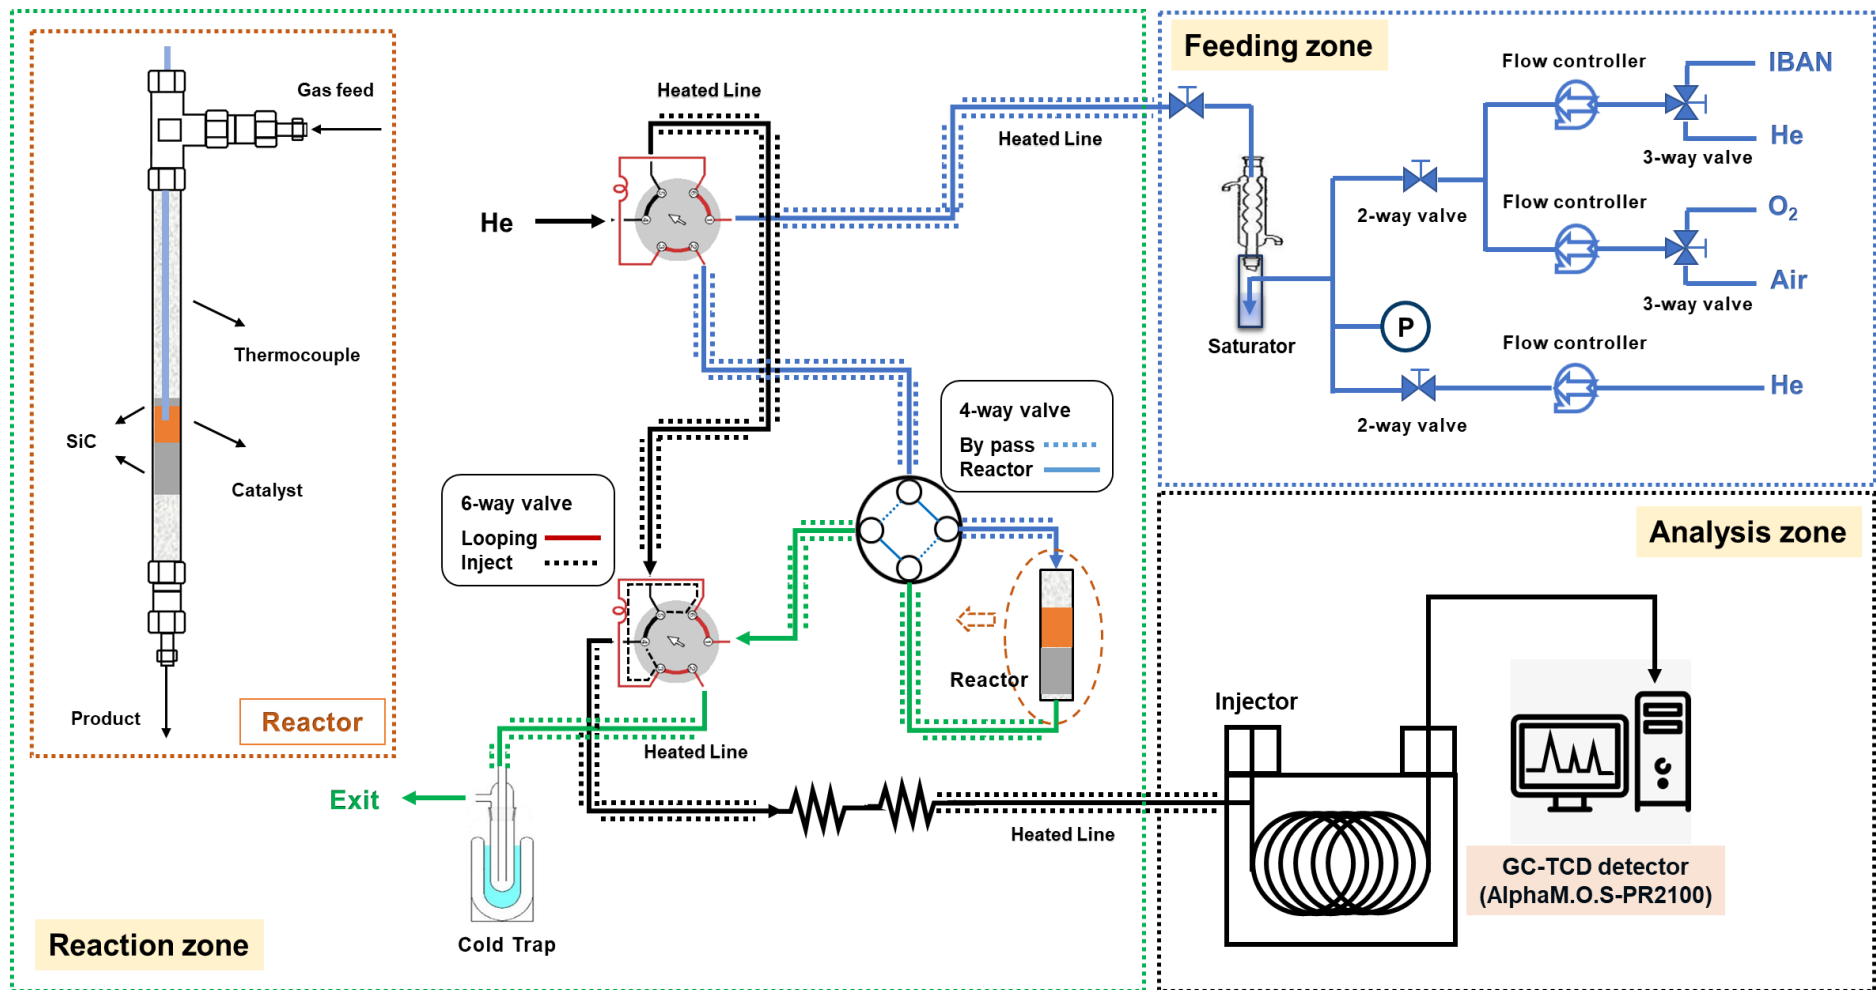 Gas feed
Thermocouple
SiC
Catalyst
Product
Reactor
Reaction zone
Heated Line
He
Heated Line
6-way valve
Looping
Inject
4-way valve
By pass
Reactor
Reactor
Heated Line
Exit
Cold Trap
Heated Line
Feeding zone
Flow controller
IBAN
He
3-way valve
2-way valve
Flow controller
O₂
Air
3-way valve
P
Saturator
Flow controller
He
2-way valve
Analysis zone
Injector
GC-TCD detector
(AlphaM.O.S-PR2100)